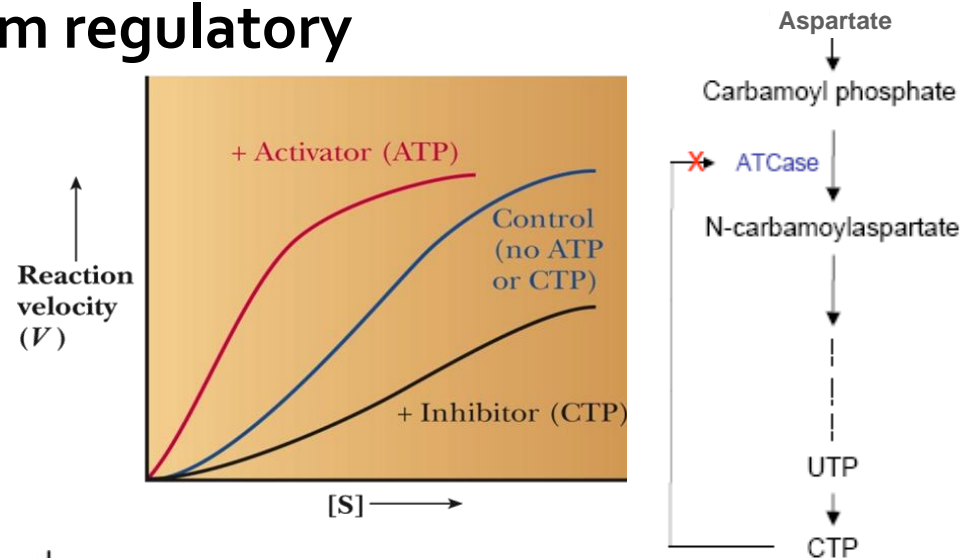 m regulatory
+ Activator (ATP)
Control
(no ATP
or CTP)
+ Inhibitor (CTP)
Reaction
velocity
(V)
[S]
Aspartate
Carbamoyl phosphate
X
ATCase
N-carbamoylaspartate
UTP
CTP